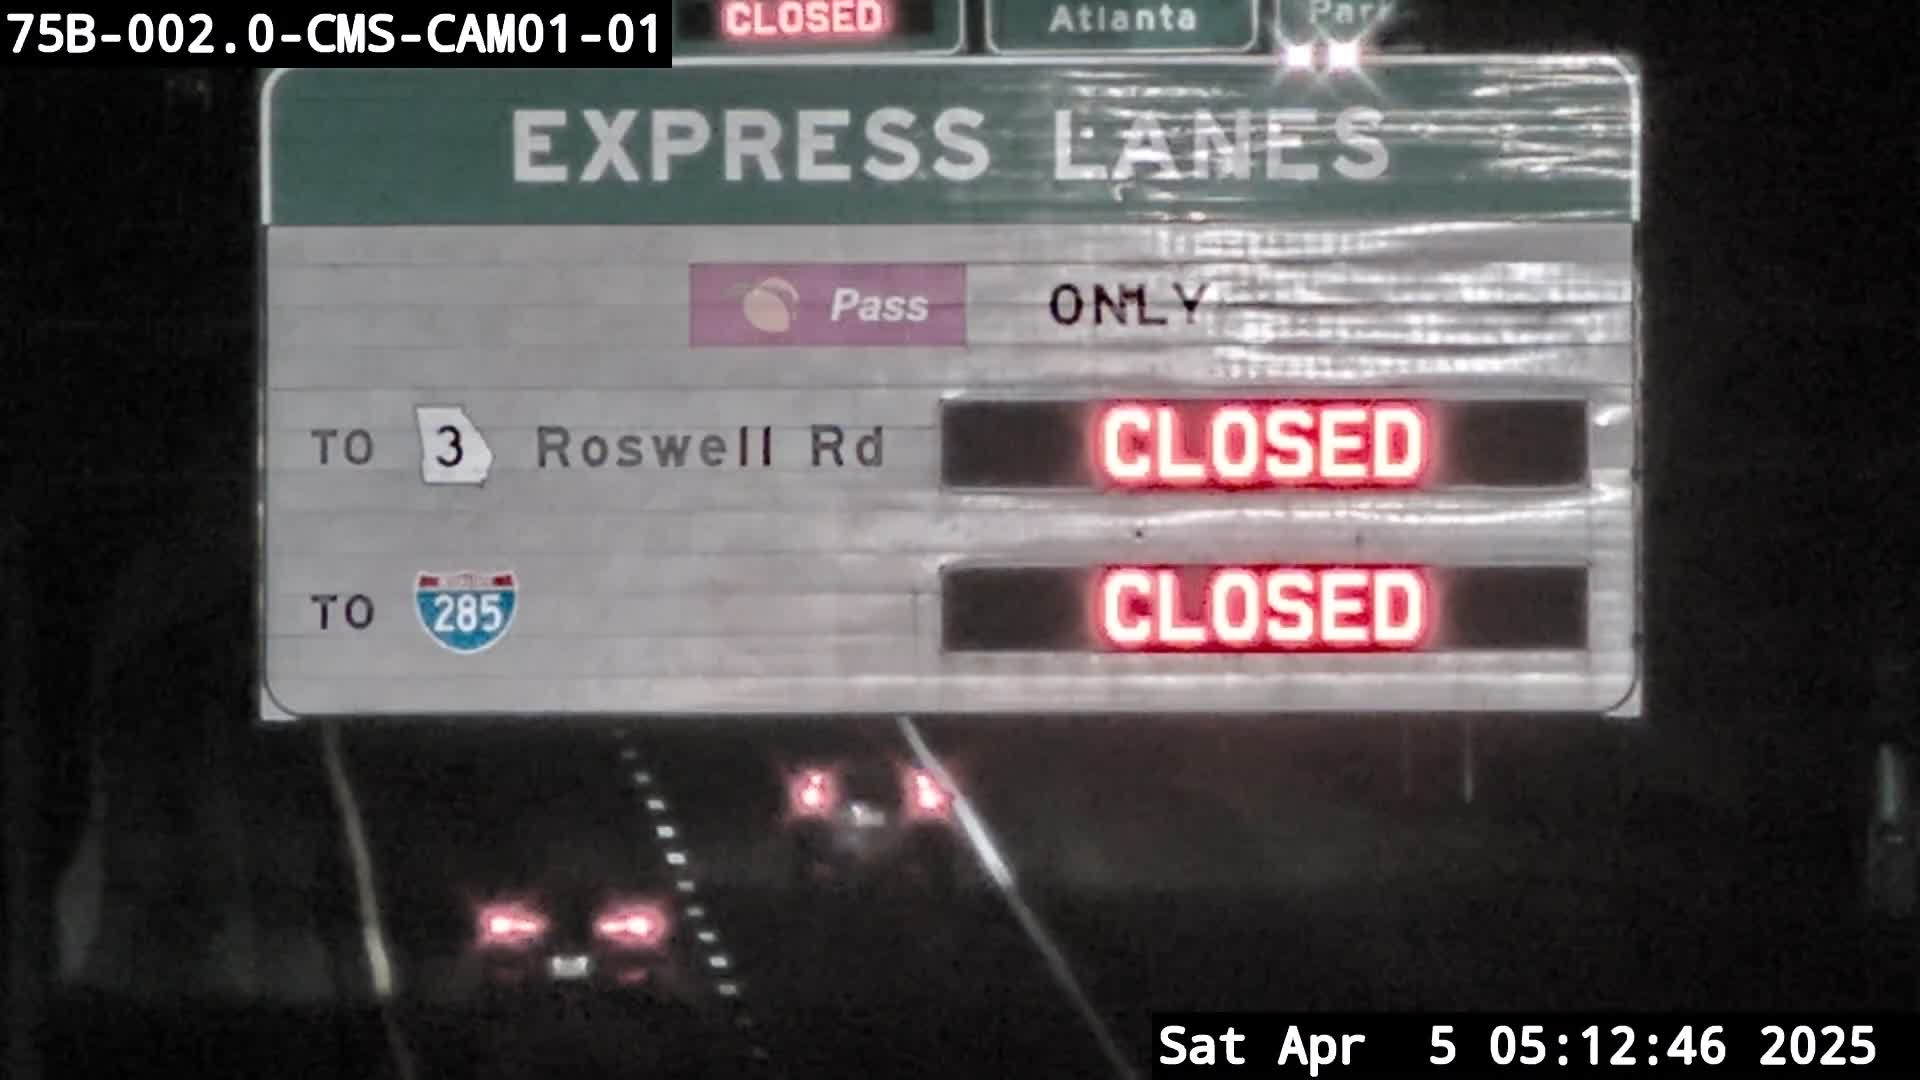 75B-002.0-CMS-CAM01-01
CLOSED
Atlanta
EXPRESS LANES
Pass ONLY
TO 3 Roswell Rd CLOSED
TO 285 CLOSED
Sat Apr 5 05:12:46 2025